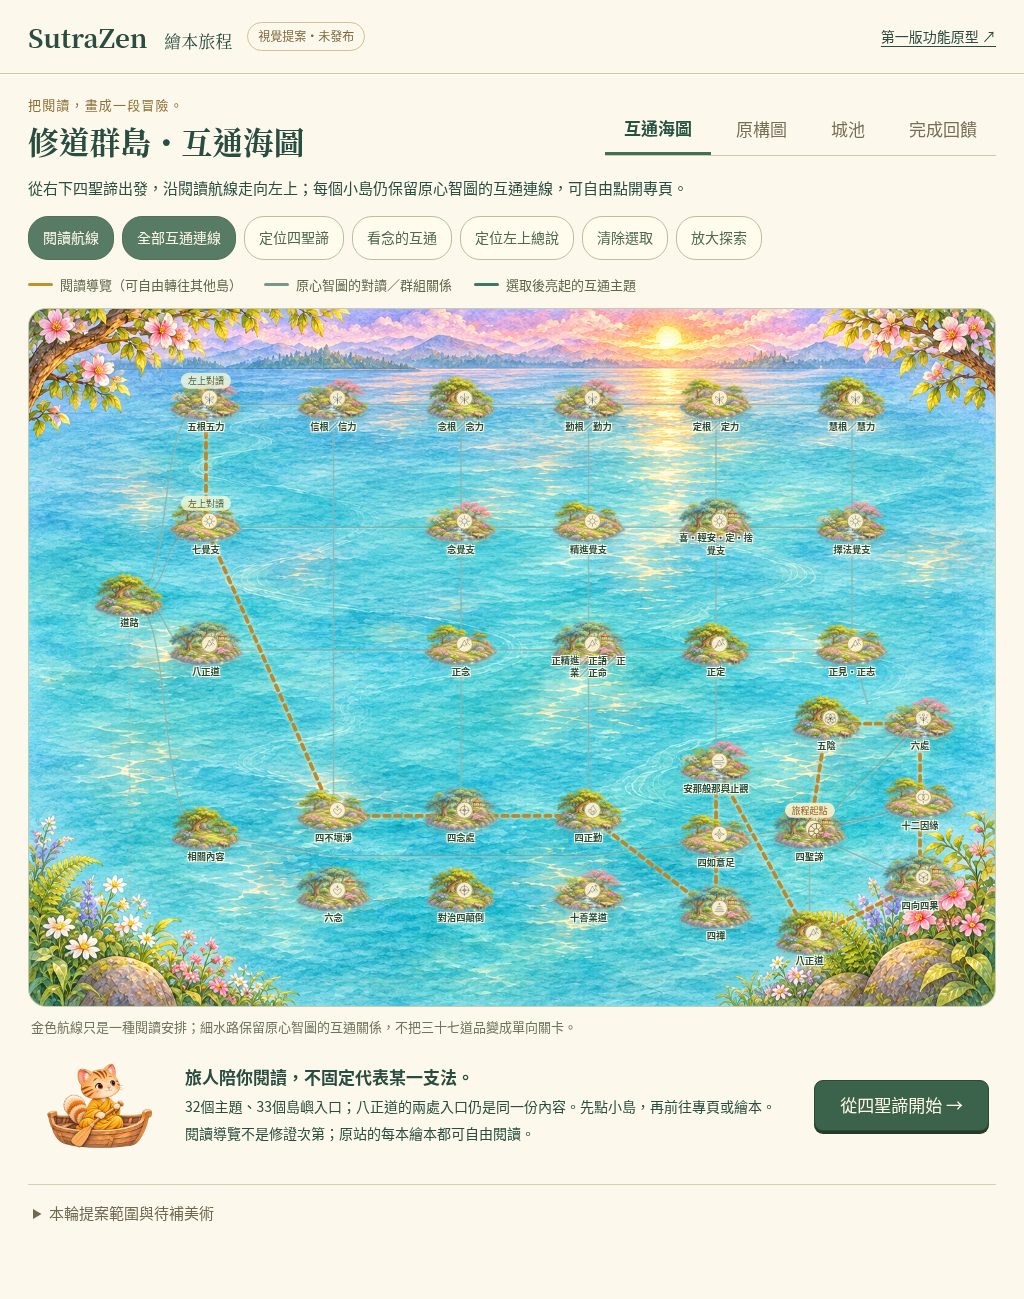 SutraZen 繪本旅程 視覺提案・未發布 第一版功能原型 ↗
把閱讀，畫成一段冒險。
修道群島・互通海圖
互通海圖 原構圖 城池 完成回饋
從右下四聖諦出發，沿閱讀航線走向左上；每個小島仍保留原心智圖的互通連線，可自由點開專頁。
閱讀航線 全部互通連線 定位四聖諦 看念的互通 定位左上總說 清除選取 放大探索
閱讀導覽（可自由轉往其他島） 原心智圖的對讀／群組關係 選取後亮起的互通主題
左上對讀
五根五力 信根／信力 念根／念力 勤根／勤力 定根／定力 慧根／慧力
左上對讀
七覺支 念覺支 精進覺支 喜・輕安・定・捨 擇法覺支
覺支
道路
八正道 正念 正精進／正語／正 正定 正見・正志
業／正命
五陰 六處
安那般那與止觀
旅程起點
四不壞淨 四念處 四正勤 十二因緣
相關內容 四如意足 四聖諦
六念 對治四顛倒 十善業道 四禪 四向四果
八正道
金色航線只是一種閱讀安排；細水路保留原心智圖的互通關係，不把三十七道品變成單向關卡。
旅人陪你閱讀，不固定代表某一支法。
32個主題、33個島嶼入口；八正道的兩處入口仍是同一份內容。先點小島，再前往專頁或繪本。
閱讀導覽不是修證次第；原站的每本繪本都可自由閱讀。
從四聖諦開始 →
▶ 本輪提案範圍與待補美術